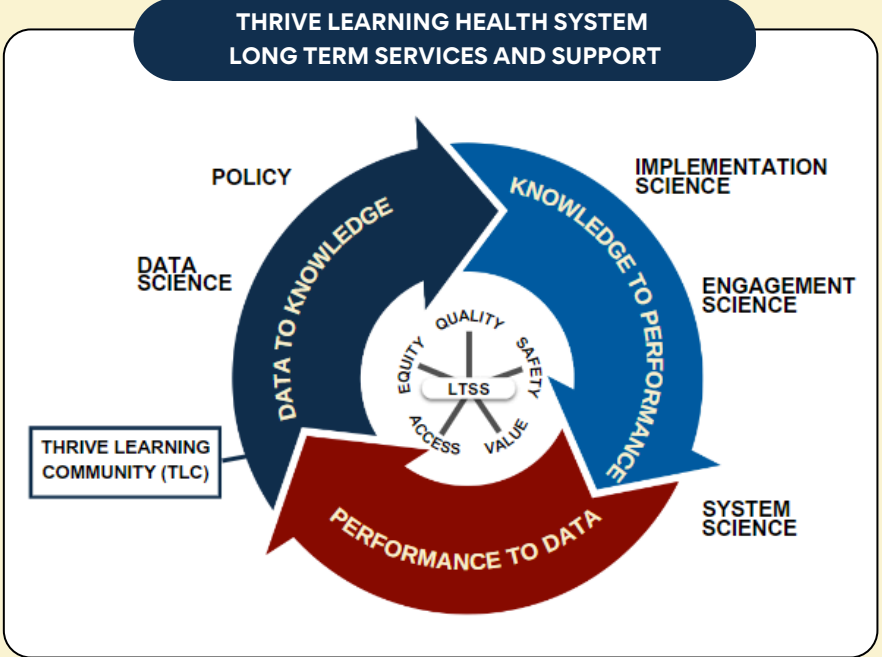 THRIVE LEARNING HEALTH SYSTEM
LONG TERM SERVICES AND SUPPORT
POLICY
DATA
SCIENCE
IMPLEMENTATION
SCIENCE
ENGAGEMENT
SCIENCE
DATA TO KNOWLEDGE
KNOWLEDGE TO PERFORMANCE
QUALITY
EQUITY
SAFETY
LTSS
ACCESS
VALUE
THRIVE LEARNING
COMMUNITY (TLC)
PERFORMANCE TO DATA
SYSTEM
SCIENCE